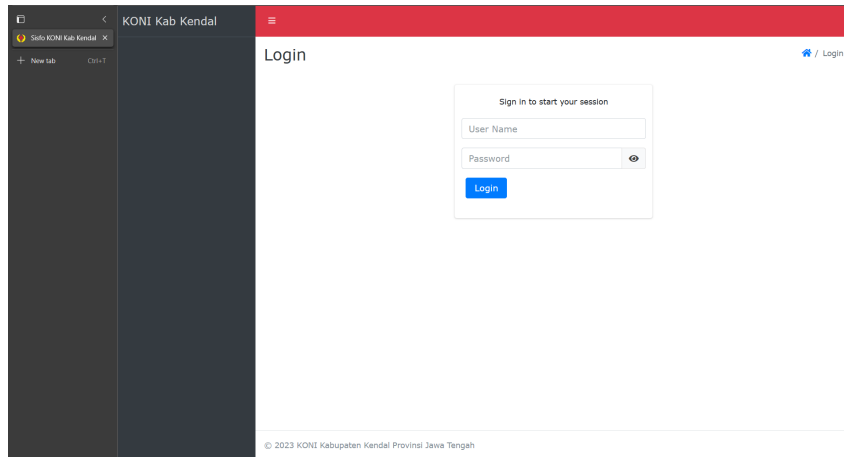 Sisfo KONI Kab Kendal
New tab Ctrl+T
KONI Kab Kendal
Login
/ Login
Sign in to start your session
User Name
Password
Login
© 2023 KONI Kabupaten Kendal Provinsi Jawa Tengah